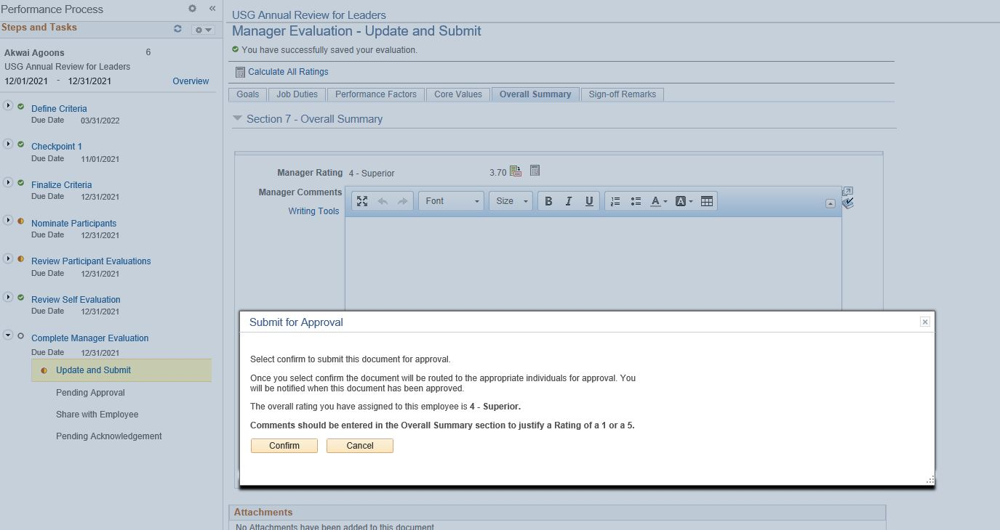 Performance Process
Steps and Tasks
Akwai Agoons 6
USG Annual Review for Leaders
12/01/2021 - 12/31/2021 Overview
Define Criteria
Due Date 03/31/2022
Checkpoint 1
Due Date 11/01/2021
Finalize Criteria
Due Date 12/31/2021
Nominate Participants
Due Date 12/31/2021
Review Participant Evaluations
Due Date 12/31/2021
Review Self Evaluation
Due Date 12/31/2021
Complete Manager Evaluation
Due Date 12/31/2021
Update and Submit
Pending Approval
Share with Employee
Pending Acknowledgement
USG Annual Review for Leaders
Manager Evaluation - Update and Submit
You have successfully saved your evaluation.
Calculate All Ratings
Goals Job Duties Performance Factors Core Values Overall Summary Sign-off Remarks
Section 7 - Overall Summary
Manager Rating 4 - Superior 3.70
Manager Comments
Writing Tools
Font Size B I U A A
Submit for Approval
Select confirm to submit this document for approval.
Once you select confirm the document will be routed to the appropriate individuals for approval. You
will be notified when this document has been approved.
The overall rating you have assigned to this employee is 4 - Superior.
Comments should be entered in the Overall Summary section to justify a Rating of a 1 or a 5.
Confirm Cancel
Attachments
No Attachments have been added to this document